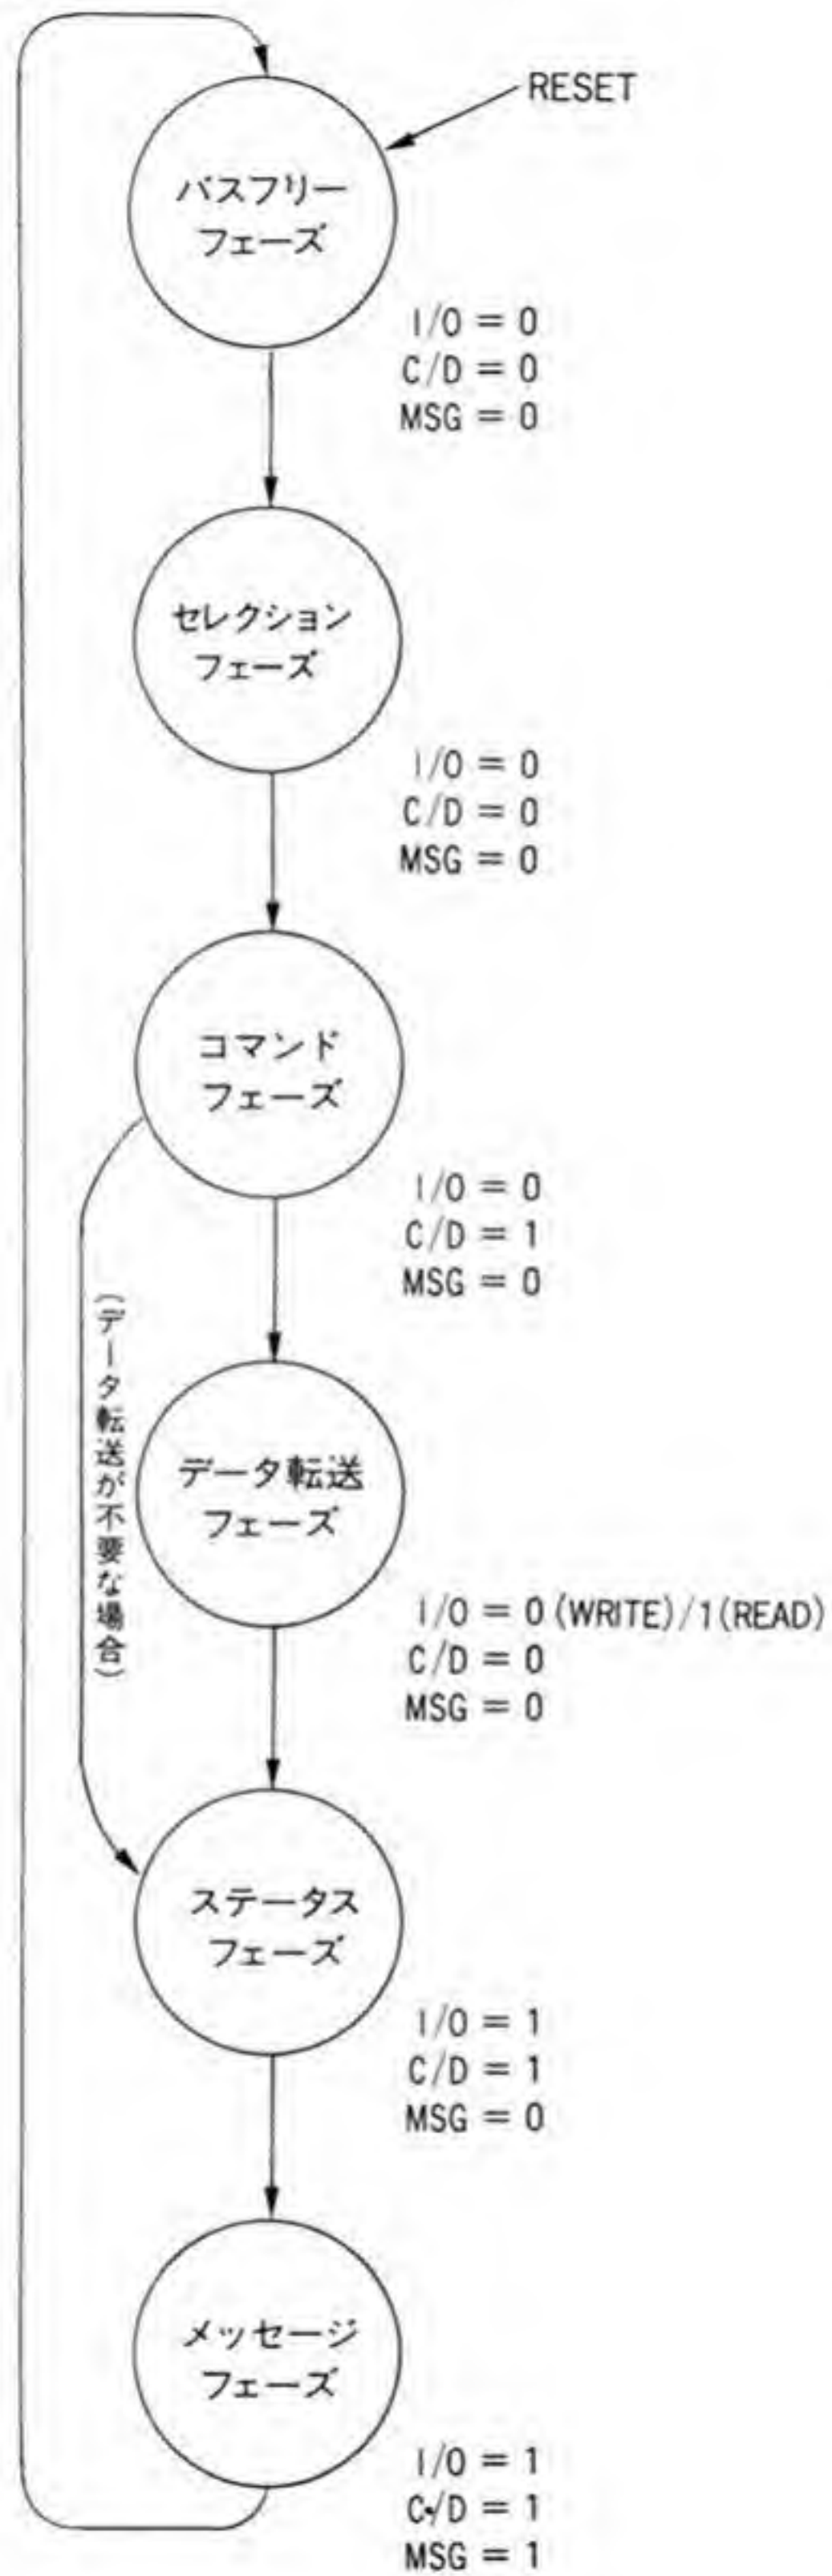 RESET
バスフリー
フェーズ
I/O = 0
C/D = 0
MSG = 0
セレクション
フェーズ
I/O = 0
C/D = 0
MSG = 0
コマンド
フェーズ
I/O = 0
C/D = 1
MSG = 0
(データ転送が不要な場合)
データ転送
フェーズ
I/O = 0 (WRITE)/1(READ)
C/D = 0
MSG = 0
ステータス
フェーズ
I/O = 1
C/D = 1
MSG = 0
メッセージ
フェーズ
I/O = 1
C/D = 1
MSG = 1